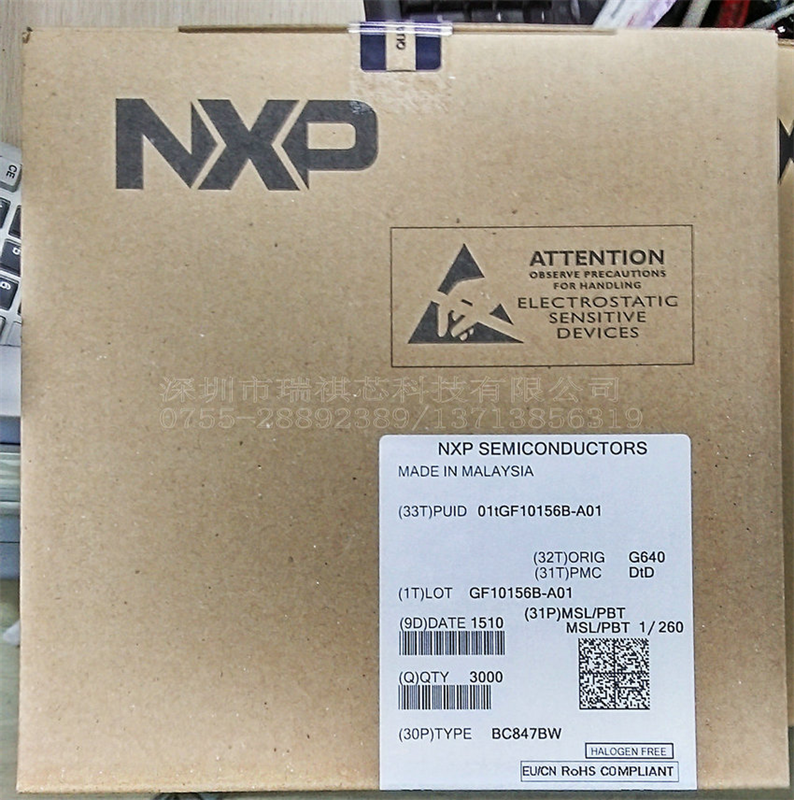 QUA
NXP
ATTENTION
OBSERVE PRECAUTIONS
FOR HANDLING
ELECTROSTATIC
SENSITIVE
DEVICES
深圳市瑞祺芯科技有限公司
0755-28892389/13713856319
NXP SEMICONDUCTORS
MADE IN MALAYSIA
(33T)PUID 01tGF10156B-A01
(32T)ORIG G640
(31T)PMC DtD
(1T)LOT GF10156B-A01
(31P)MSL/PBT
(9D)DATE 1510
MSL/PBT 1/260
(Q)QTY 3000
(30P)TYPE BC847BW
HALOGEN FREE
EU/CN RoHS COMPLIANT
CE